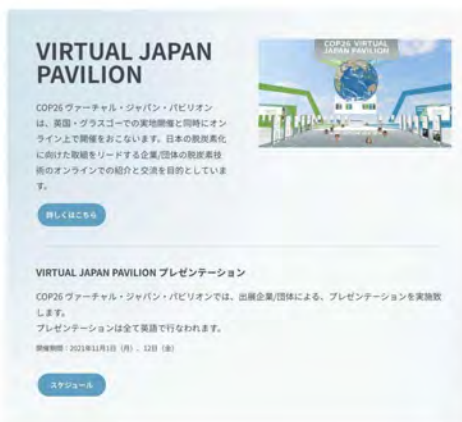 VIRTUAL JAPAN
PAVILION
COP26 VIRTUAL
JAPAN PAVILION
COP26 ヴァーチャル・ジャパン・パビリオン
は、英国・グラスゴーでの実地開催と同時にオン
ライン上で開催をおこないます。日本の脱炭素化
に向けた取組をリードする企業/団体の脱炭素技
術のオンラインでの紹介と交流を目的としていま
す。
詳しくはこちら
VIRTUAL JAPAN PAVILION プレゼンテーション
COP26 ヴァーチャル・ジャパン・パビリオンでは、出展企業/団体による、プレゼンテーションを実施致
します。
プレゼンテーションは全て英語で行なわれます。
開催期間：2021年11月1日（月）、12日（金）
スケジュール